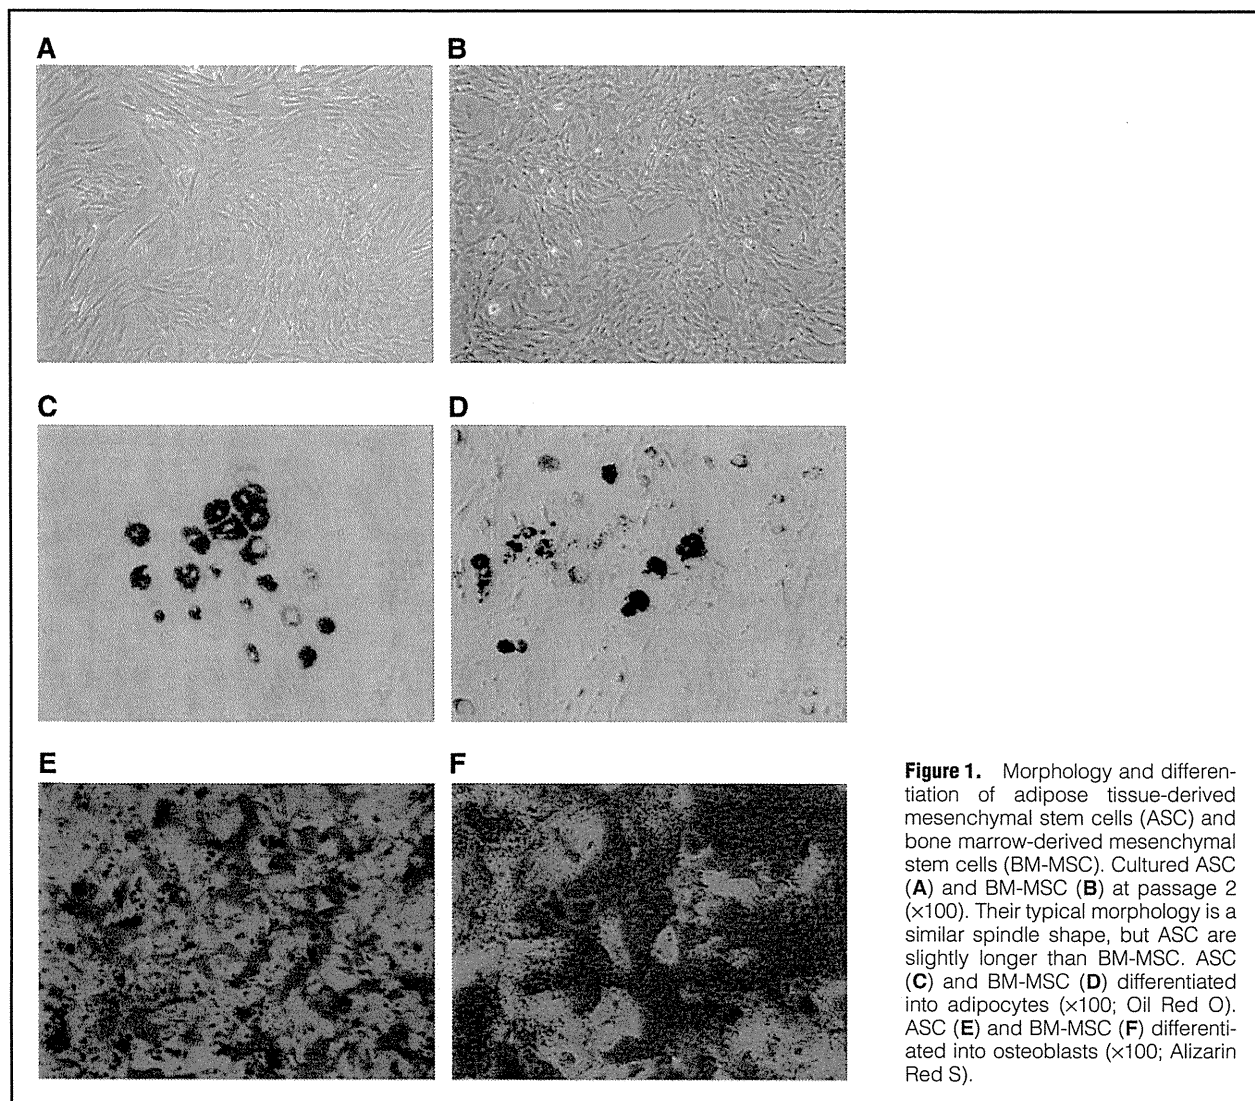 A
B
C
D
E
F
Figure 1. Morphology and differen-
tiation of adipose tissue-derived
mesenchymal stem cells (ASC) and
bone marrow-derived mesenchymal
stem cells (BM-MSC). Cultured ASC
(A) and BM-MSC (B) at passage 2
(×100). Their typical morphology is a
similar spindle shape, but ASC are
slightly longer than BM-MSC. ASC
(C) and BM-MSC (D) differentiated
into adipocytes (×100; Oil Red O).
ASC (E) and BM-MSC (F) differenti-
ated into osteoblasts (×100; Alizarin
Red S).